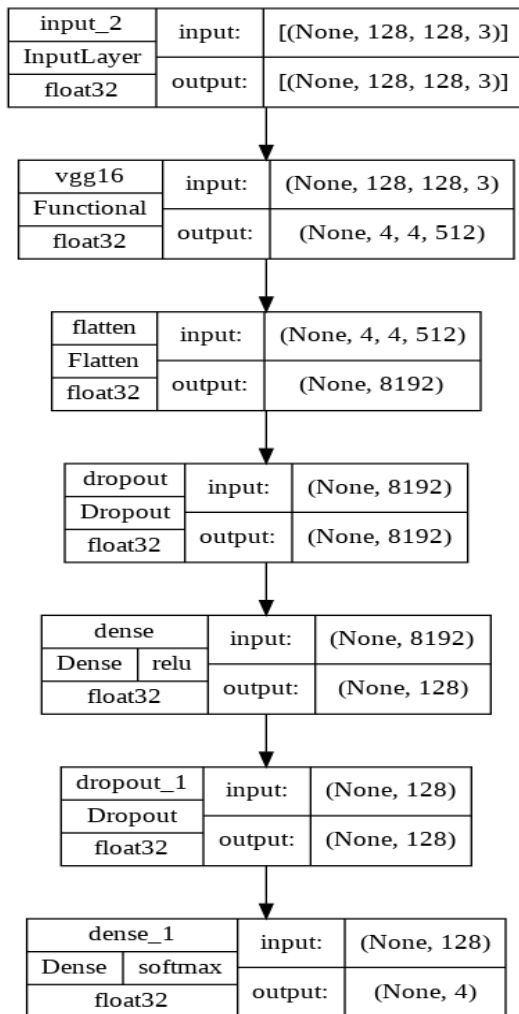 input_2
InputLayer
float32
input:
[(None, 128, 128, 3)]
output:
[(None, 128, 128, 3)]
vgg16
Functional
float32
input:
(None, 128, 128, 3)
output:
(None, 4, 4, 512)
flatten
Flatten
float32
input:
(None, 4, 4, 512)
output:
(None, 8192)
dropout
Dropout
float32
input:
(None, 8192)
output:
(None, 8192)
dense
Dense relu
float32
input:
(None, 8192)
output:
(None, 128)
dropout_1
Dropout
float32
input:
(None, 128)
output:
(None, 128)
dense_1
Dense softmax
float32
input:
(None, 128)
output:
(None, 4)